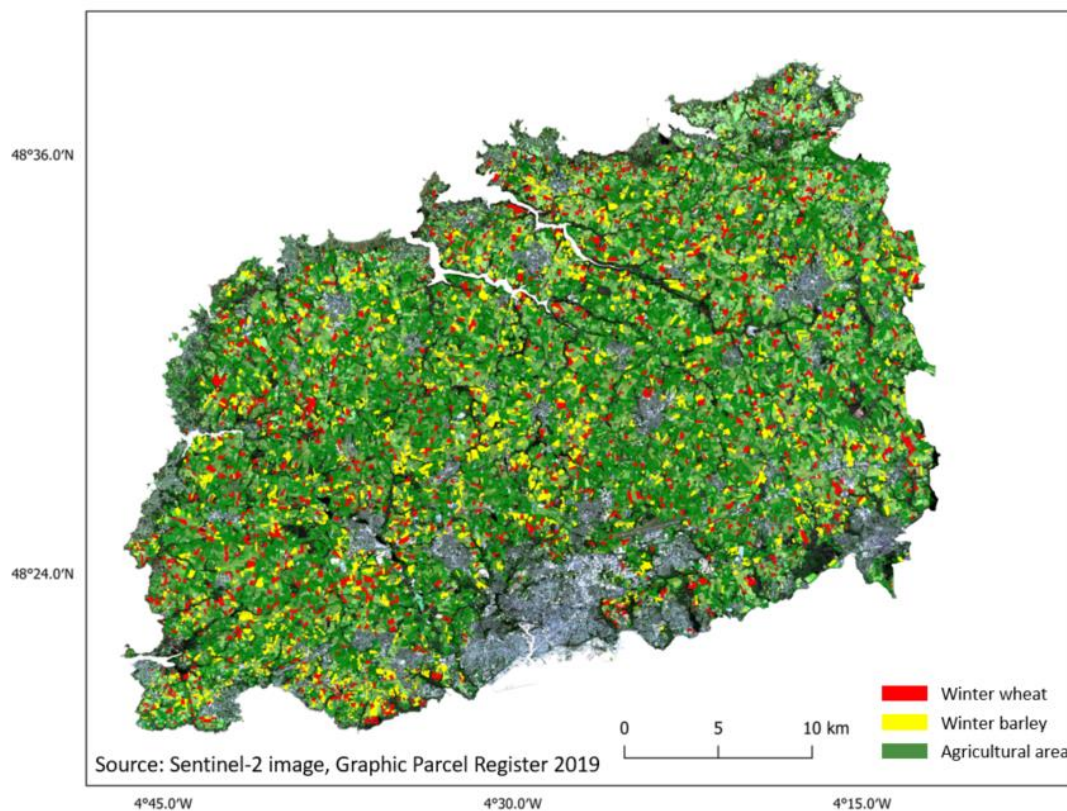 48°36.0'N
48°24.0'N
Winter wheat
Winter barley
Agricultural area
0 5 10 km
Source: Sentinel-2 image, Graphic Parcel Register 2019
4°45.0'W 4°30.0'W 4°15.0'W